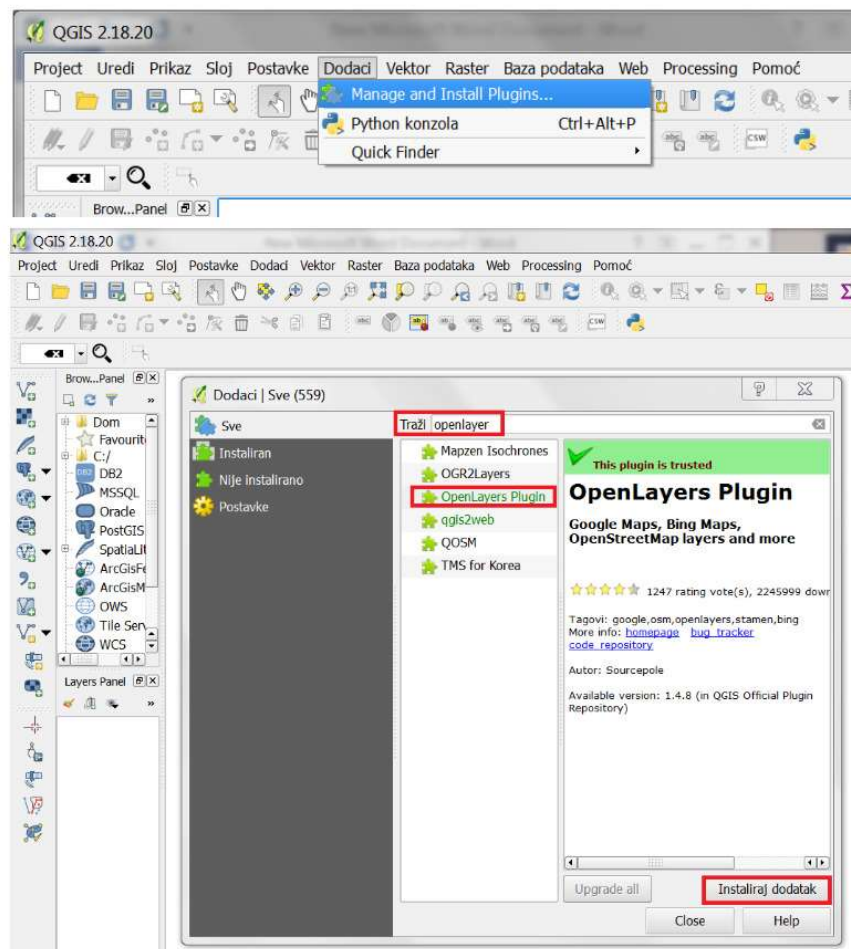 QGIS 2.18.20
Project Uredi Prikaz Sloj Postavke Dodaci Vektor Raster Baza podataka Web Processing Pomoć
Manage and Install Plugins...
Python konzola Ctrl+Alt+P
Quick Finder
CSW
Brow...Panel
QGIS 2.18.20
Project Uredi Prikaz Sloj Postavke Dodaci Vektor Raster Baza podataka Web Processing Pomoć
CSW
Brow...Panel
Dom
Favourit
C:/
DB2
MSSQL
Oracle
PostGIS
SpatiaLit
ArcGisFe
ArcGisM
OWS
Tile Serv
WCS
Layers Panel
Dodaci | Sve (559)
Sve
Instaliran
Nije instalirano
Postavke
Traži openlayer
Mapzen Isochrones
OGR2Layers
OpenLayers Plugin
qgis2web
QOSM
TMS for Korea
This plugin is trusted
OpenLayers Plugin
Google Maps, Bing Maps,
OpenStreetMap layers and more
1247 rating vote(s), 2245999 dowr
Tagovi: google,osm,openlayers,stamen,bing
More info: homepage bug tracker
code repository
Autor: Sourcepole
Available version: 1.4.8 (in QGIS Official Plugin
Repository)
Upgrade all
Instaliraj dodatak
Close
Help